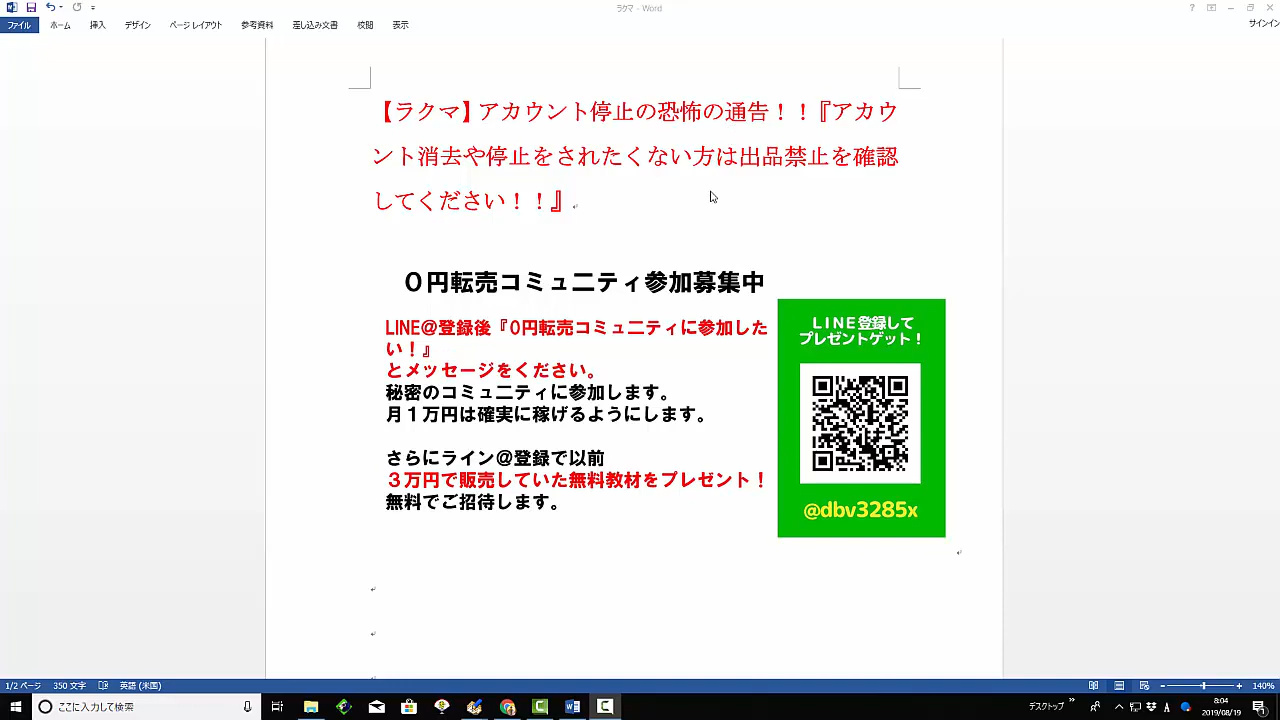 ラクマ - Word
サインイン
ファイル ホーム 挿入 デザイン ページ レイアウト 参考資料 差し込み文書 校閲 表示
【ラクマ】アカウント停止の恐怖の通告！！『アカウ
ント消去や停止をされたくない方は出品禁止を確認
してください！！』
０円転売コミュニティ参加募集中
LINE@登録後『0円転売コミュニティに参加した
い！』
とメッセージをください。
秘密のコミュニティに参加します。
月１万円は確実に稼げるようにします。
さらにライン@登録で以前
３万円で販売していた無料教材をプレゼント！
無料でご招待します。
ＬＩＮＥ登録して
プレゼントゲット！
@dbv3285x
1/2 ページ 350 文字 英語 (米国) 140%
ここに入力して検索
デスクトップ
8:04
2019/08/19